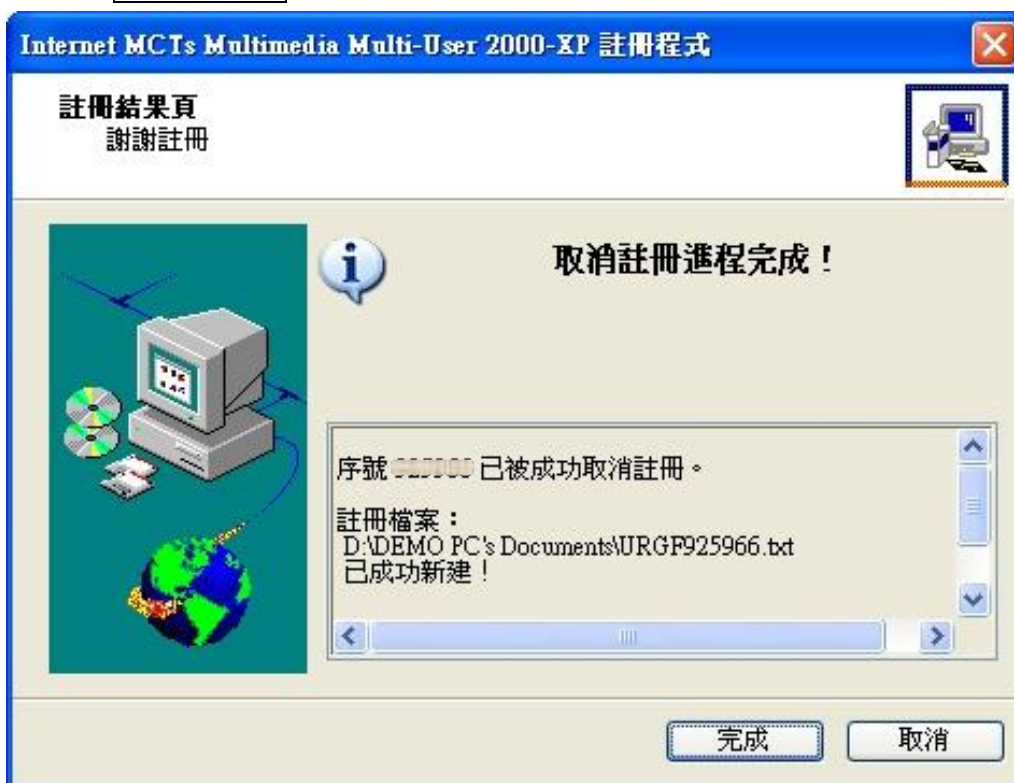 Internet MCTs Multimedia Multi-User 2000-XP 註冊程式
註冊結果頁
謝謝註冊
取消註冊進程完成！
序號 已被成功取消註冊。
註冊檔案：
D:\DEMO PC's Documents\URGF925966.txt
已成功新建！
完成
取消